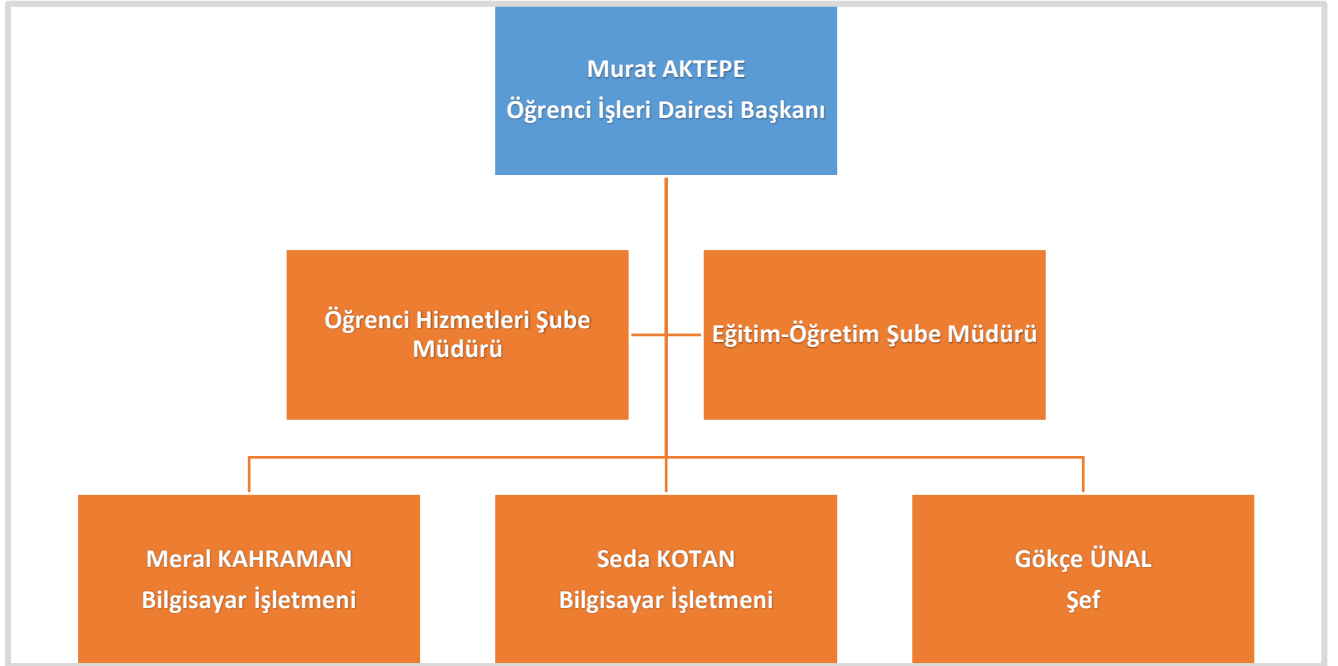 Murat AKTEPE
Öğrenci İşleri Dairesi Başkanı
Öğrenci Hizmetleri Şube
Müdürü
Eğitim-Öğretim Şube Müdürü
Meral KAHRAMAN
Bilgisayar İşletmeni
Seda KOTAN
Bilgisayar İşletmeni
Gökçe ÜNAL
Şef